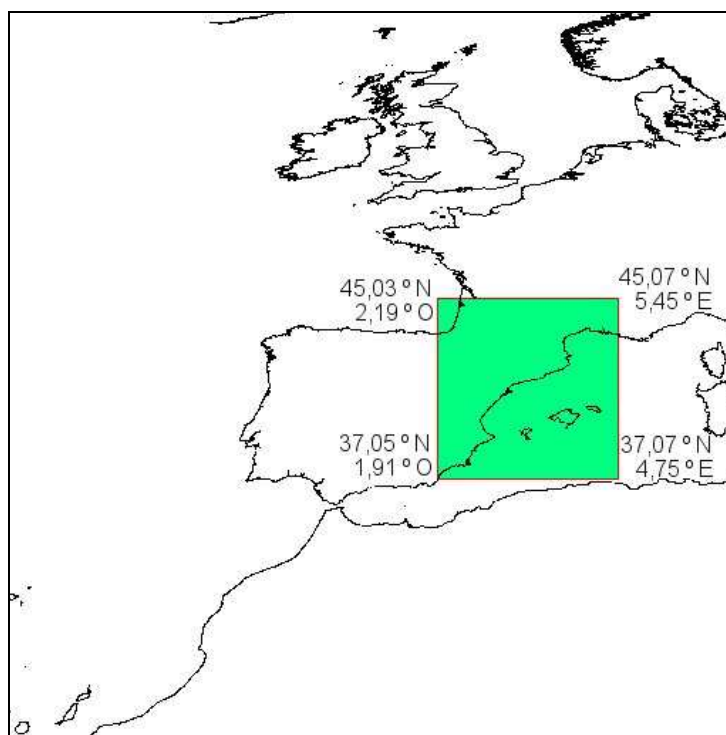 45,03 º N
2,19 º O
45,07 º N
5,45 º E
37,05 º N
1,91 º O
37,07 º N
4,75 º E